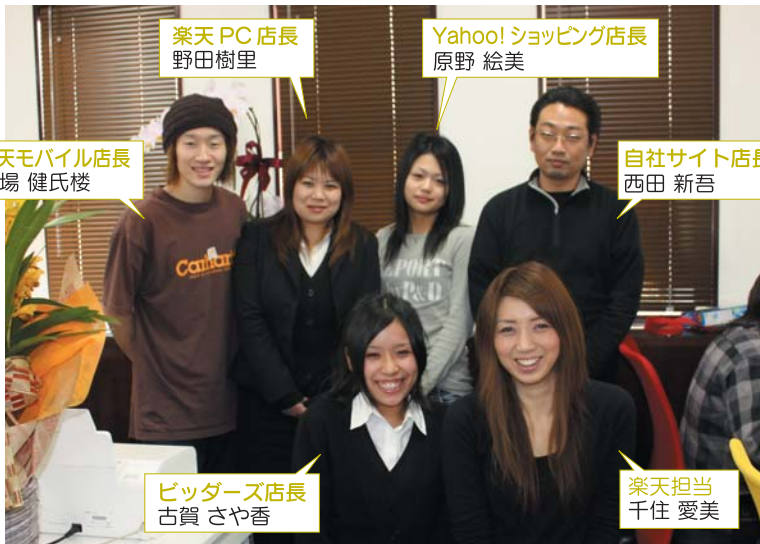 楽天 PC 店長
野田樹里
Yahoo! ショッピング店長
原野 絵美
天モバイル店長
場 健氏楼
自社サイト店長
西田 新吾
Carhar
PORT
P&D
ビッダーズ店長
古賀 さや香
楽天担当
千住 愛美